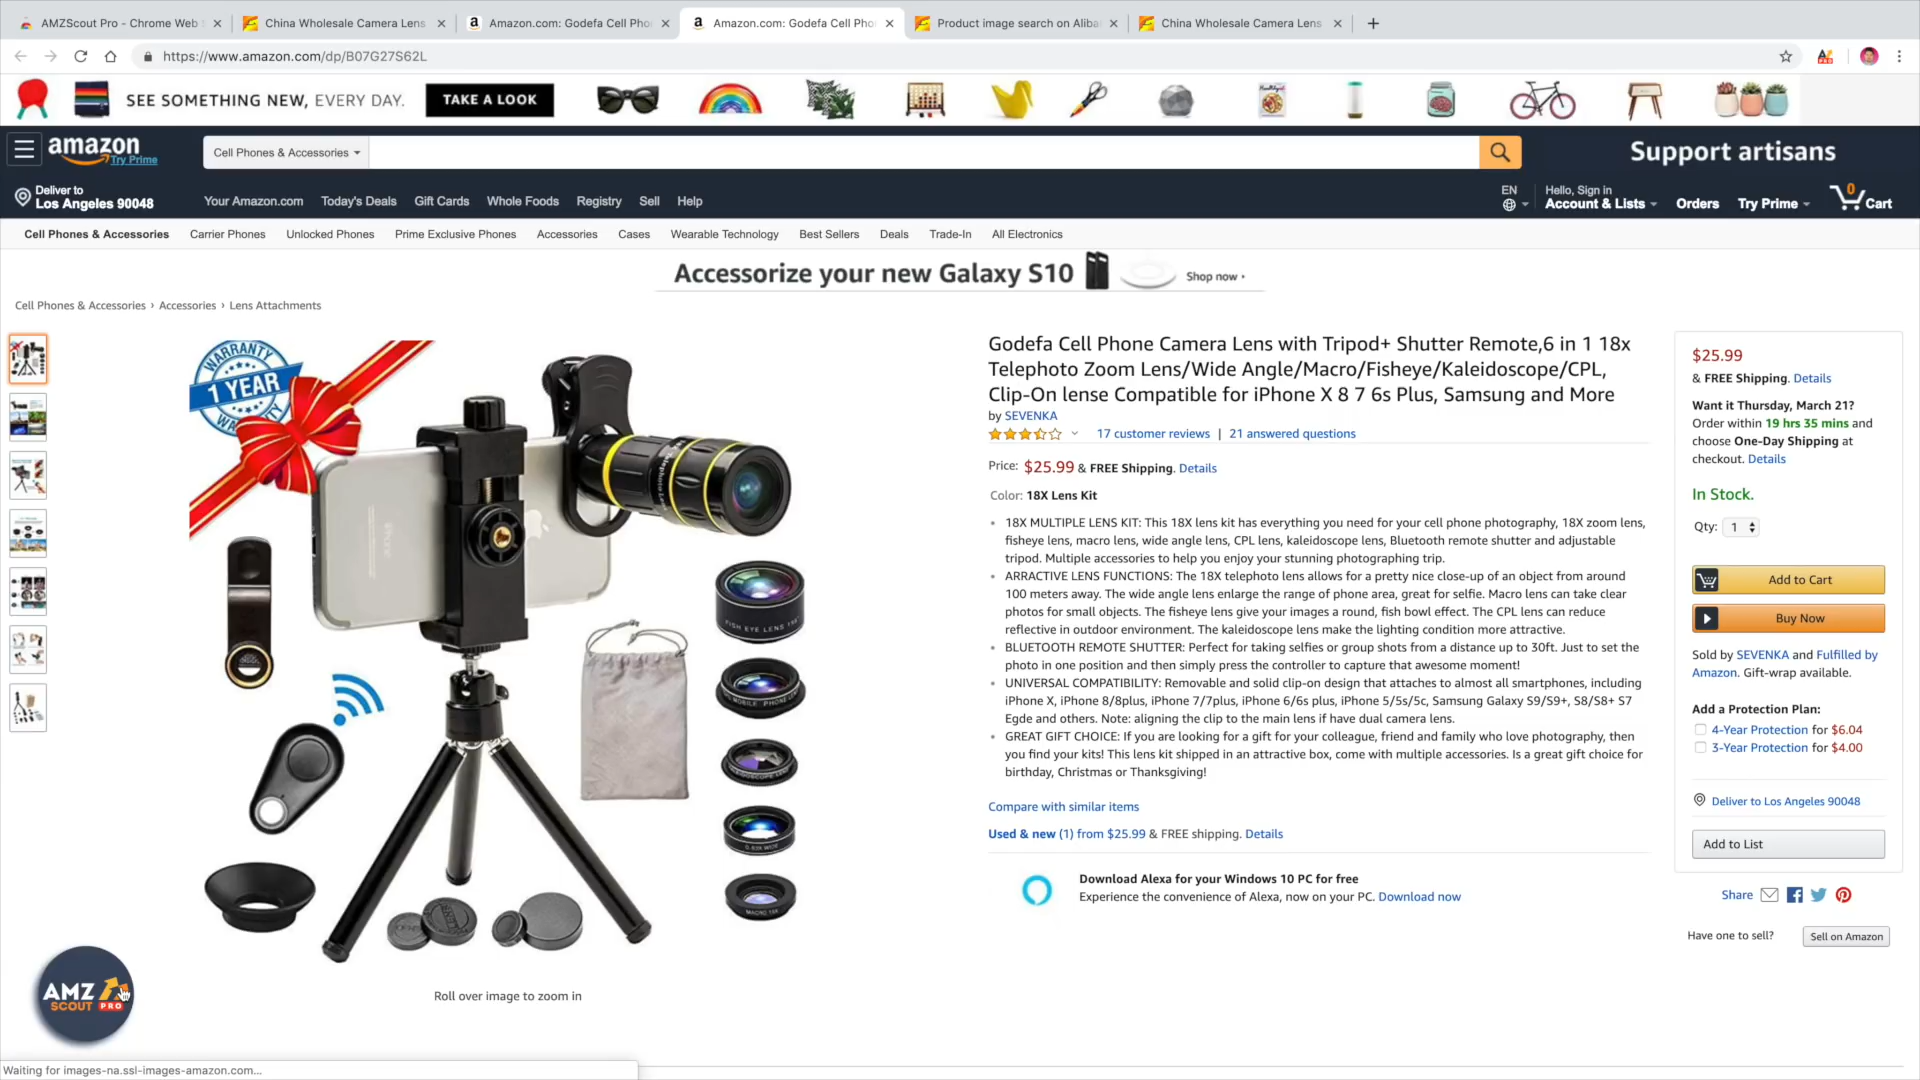 AMZScout Pro - Chrome Web
China Wholesale Camera Lens
Amazon.com: Godefa Cell Pho
Amazon.com: Godefa Cell Pho
Product image search on Aliba
China Wholesale Camera Lens
https://www.amazon.com/dp/B07G27S62L
SEE SOMETHING NEW, EVERY DAY.
TAKE A LOOK
amazon
Try Prime
Cell Phones & Accessories
Support artisans
Deliver to
Los Angeles 90048
Your Amazon.com
Today's Deals
Gift Cards
Whole Foods
Registry
Sell
Help
EN
Hello, Sign in
Account & Lists
Orders
Try Prime
0
Cart
Cell Phones & Accessories
Carrier Phones
Unlocked Phones
Prime Exclusive Phones
Accessories
Cases
Wearable Technology
Best Sellers
Deals
Trade-In
All Electronics
Accessorize your new Galaxy S10
Shop now ›
Cell Phones & Accessories › Accessories › Lens Attachments
WARRANTY
1 YEAR
iPhone
FISH EYE LENS 198°
MACRO 15X
Roll over image to zoom in
AMZ
SCOUT PRO
Godefa Cell Phone Camera Lens with Tripod+ Shutter Remote,6 in 1 18x
Telephoto Zoom Lens/Wide Angle/Macro/Fisheye/Kaleidoscope/CPL,
Clip-On lense Compatible for iPhone X 8 7 6s Plus, Samsung and More
by SEVENKA
17 customer reviews | 21 answered questions
Price: $25.99 & FREE Shipping. Details
Color: 18X Lens Kit
• 18X MULTIPLE LENS KIT: This 18X lens kit has everything you need for your cell phone photography, 18X zoom lens,
fisheye lens, macro lens, wide angle lens, CPL lens, kaleidoscope lens, Bluetooth remote shutter and adjustable
tripod. Multiple accessories to help you enjoy your stunning photographing trip.
• ARRACTIVE LENS FUNCTIONS: The 18X telephoto lens allows for a pretty nice close-up of an object from around
100 meters away. The wide angle lens enlarge the range of phone area, great for selfie. Macro lens can take clear
photos for small objects. The fisheye lens give your images a round, fish bowl effect. The CPL lens can reduce
reflective in outdoor environment. The kaleidoscope lens make the lighting condition more attractive.
• BLUETOOTH REMOTE SHUTTER: Perfect for taking selfies or group shots from a distance up to 30ft. Just to set the
photo in one position and then simply press the controller to capture that awesome moment!
• UNIVERSAL COMPATIBILITY: Removable and solid clip-on design that attaches to almost all smartphones, including
iPhone X, iPhone 8/8plus, iPhone 7/7plus, iPhone 6/6s plus, iPhone 5/5s/5c, Samsung Galaxy S9/S9+, S8/S8+ S7
Egde and others. Note: aligning the clip to the main lens if have dual camera lens.
• GREAT GIFT CHOICE: If you are looking for a gift for your colleague, friend and family who love photography, then
you find your kits! This lens kit shipped in an attractive box, come with multiple accessories. Is a great gift choice for
birthday, Christmas or Thanksgiving!
Compare with similar items
Used & new (1) from $25.99 & FREE shipping. Details
Download Alexa for your Windows 10 PC for free
Experience the convenience of Alexa, now on your PC. Download now
$25.99
& FREE Shipping. Details
Want it Thursday, March 21?
Order within 19 hrs 35 mins and
choose One-Day Shipping at
checkout. Details
In Stock.
Qty: 1
Add to Cart
Buy Now
Sold by SEVENKA and Fulfilled by
Amazon. Gift-wrap available.
Add a Protection Plan:
4-Year Protection for $6.04
3-Year Protection for $4.00
Deliver to Los Angeles 90048
Add to List
Share
Have one to sell?
Sell on Amazon
Waiting for images-na.ssl-images-amazon.com...